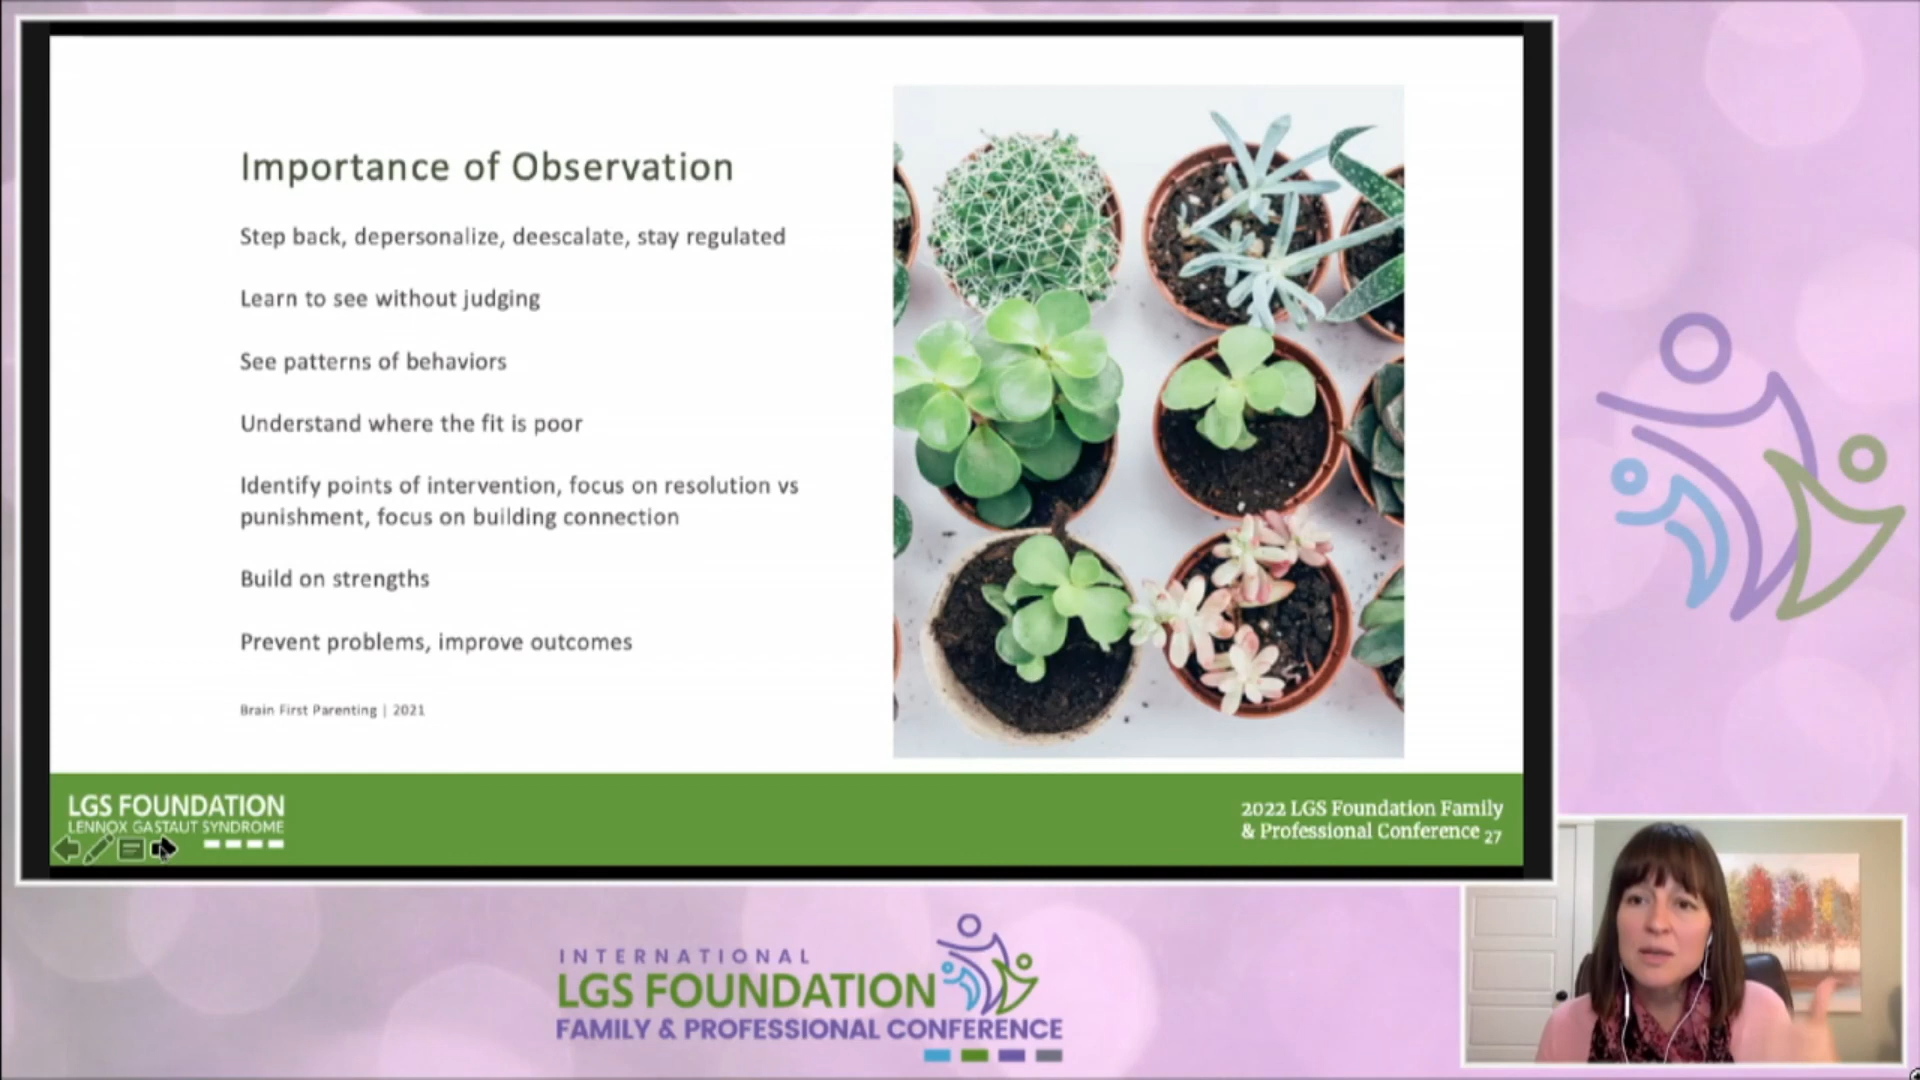 Importance of Observation
Step back, depersonalize, deescalate, stay regulated
Learn to see without judging
See patterns of behaviors
Understand where the fit is poor
Identify points of intervention, focus on resolution vs
punishment, focus on building connection
Build on strengths
Prevent problems, improve outcomes
Brain First Parenting | 2021
LGS FOUNDATION
LENNOX GASTAUT SYNDROME
2022 LGS Foundation Family
& Professional Conference 27
INTERNATIONAL
LGS FOUNDATION
FAMILY & PROFESSIONAL CONFERENCE